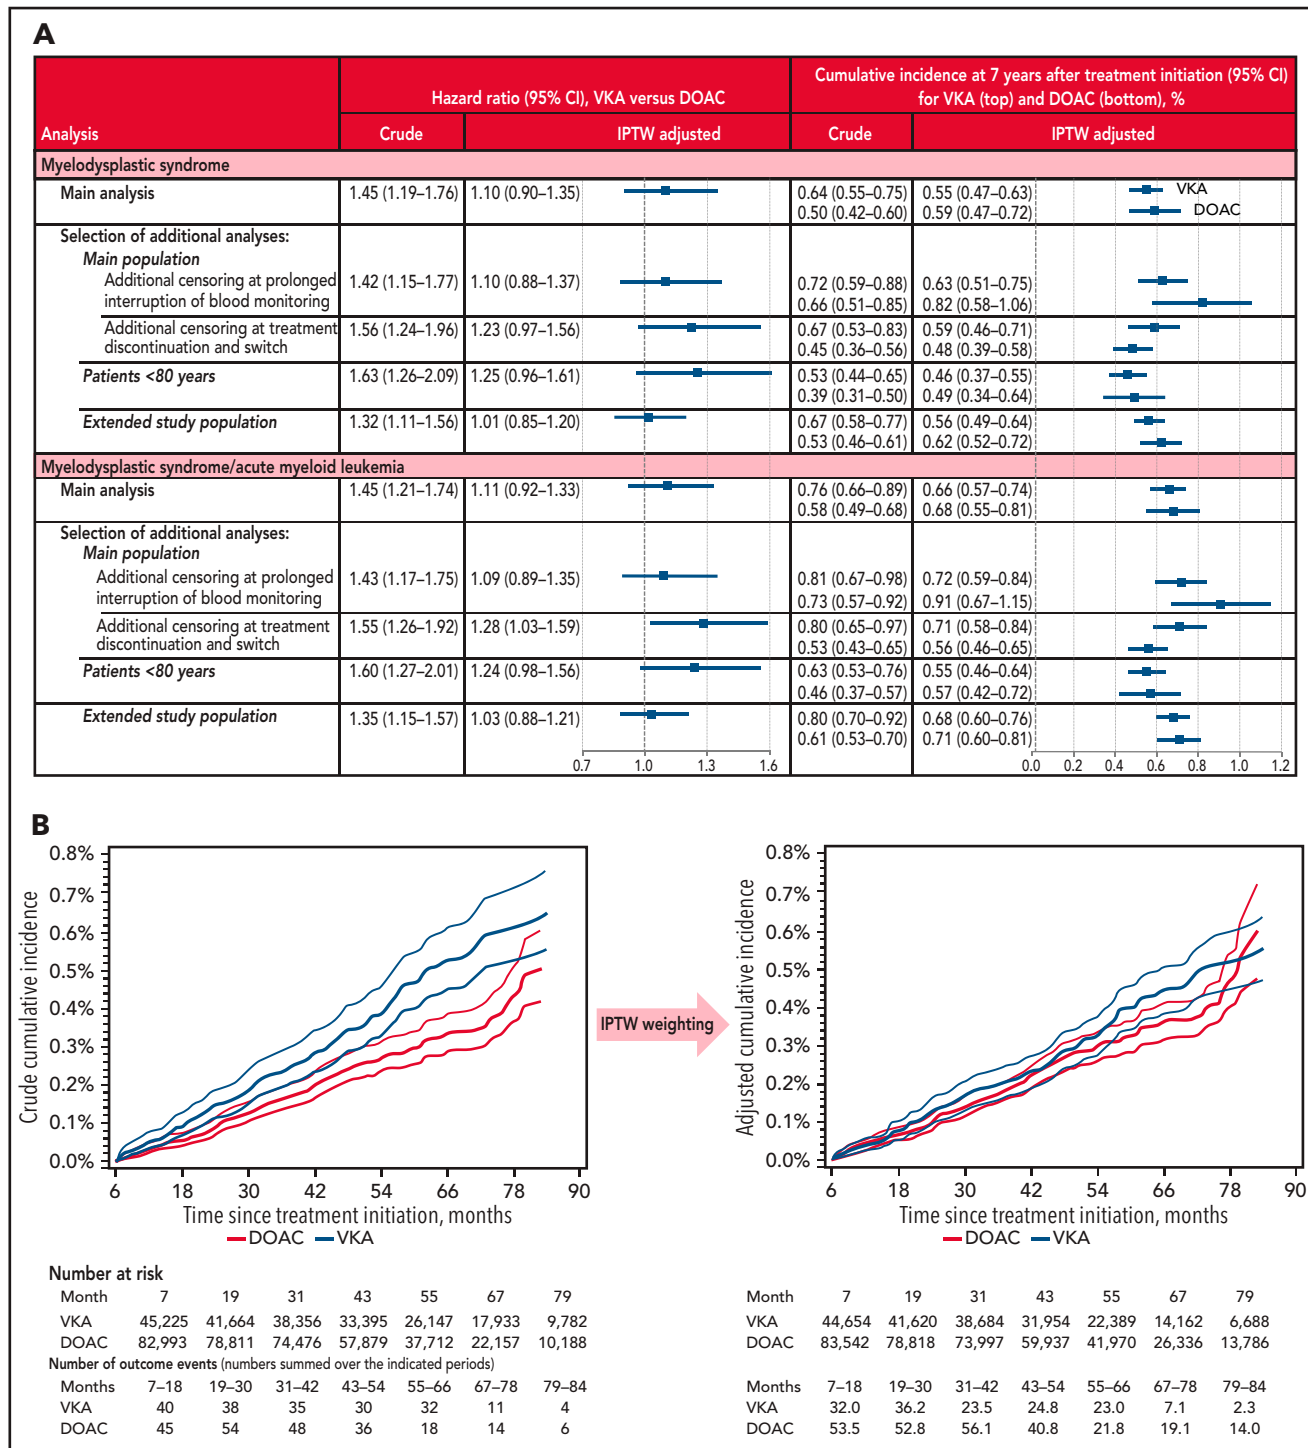 A
Analysis
Hazard ratio (95% CI), VKA versus DOAC
Crude
IPTW adjusted
Cumulative incidence at 7 years after treatment initiation (95% CI)
for VKA (top) and DOAC (bottom), %
Crude
IPTW adjusted
Myelodysplastic syndrome
Main analysis 1.45 (1.19–1.76) 1.10 (0.90–1.35) 0.64 (0.55–0.75) 0.55 (0.47–0.63) VKA
0.50 (0.42–0.60) 0.59 (0.47–0.72) DOAC
Selection of additional analyses:
Main population
Additional censoring at prolonged 1.42 (1.15–1.77) 1.10 (0.88–1.37) 0.72 (0.59–0.88) 0.63 (0.51–0.75)
interruption of blood monitoring 0.66 (0.51–0.85) 0.82 (0.58–1.06)
Additional censoring at treatment 1.56 (1.24–1.96) 1.23 (0.97–1.56) 0.67 (0.53–0.83) 0.59 (0.46–0.71)
discontinuation and switch 0.45 (0.36–0.56) 0.48 (0.39–0.58)
Patients <80 years 1.63 (1.26–2.09) 1.25 (0.96–1.61) 0.53 (0.44–0.65) 0.46 (0.37–0.55)
0.39 (0.31–0.50) 0.49 (0.34–0.64)
Extended study population 1.32 (1.11–1.56) 1.01 (0.85–1.20) 0.67 (0.58–0.77) 0.56 (0.49–0.64)
0.53 (0.46–0.61) 0.62 (0.52–0.72)
Myelodysplastic syndrome/acute myeloid leukemia
Main analysis 1.45 (1.21–1.74) 1.11 (0.92–1.33) 0.76 (0.66–0.89) 0.66 (0.57–0.74)
0.58 (0.49–0.68) 0.68 (0.55–0.81)
Selection of additional analyses:
Main population
Additional censoring at prolonged 1.43 (1.17–1.75) 1.09 (0.89–1.35) 0.81 (0.67–0.98) 0.72 (0.59–0.84)
interruption of blood monitoring 0.73 (0.57–0.92) 0.91 (0.67–1.15)
Additional censoring at treatment 1.55 (1.26–1.92) 1.28 (1.03–1.59) 0.80 (0.65–0.97) 0.71 (0.58–0.84)
discontinuation and switch 0.53 (0.43–0.65) 0.56 (0.46–0.65)
Patients <80 years 1.60 (1.27–2.01) 1.24 (0.98–1.56) 0.63 (0.53–0.76) 0.55 (0.46–0.64)
0.46 (0.37–0.57) 0.57 (0.42–0.72)
Extended study population 1.35 (1.15–1.57) 1.03 (0.88–1.21) 0.80 (0.70–0.92) 0.68 (0.60–0.76)
0.61 (0.53–0.70) 0.71 (0.60–0.81)
0.7 1.0 1.3 1.6 0.0 0.2 0.4 0.6 0.8 1.0 1.2
B
Crude cumulative incidence
0.8%
0.7%
0.6%
0.5%
0.4%
0.3%
0.2%
0.1%
0.0%
6 18 30 42 54 66 78 90
Time since treatment initiation, months
DOAC VKA
IPTW weighting
Adjusted cumulative incidence
0.8%
0.7%
0.6%
0.5%
0.4%
0.3%
0.2%
0.1%
0.0%
6 18 30 42 54 66 78 90
Time since treatment initiation, months
DOAC VKA
Number at risk
Month 7 19 31 43 55 67 79
VKA 45,225 41,664 38,356 33,395 26,147 17,933 9,782
DOAC 82,993 78,811 74,476 57,879 37,712 22,157 10,188
Number of outcome events (numbers summed over the indicated periods)
Months 7–18 19–30 31–42 43–54 55–66 67–78 79–84
VKA 40 38 35 30 32 11 4
DOAC 45 54 48 36 18 14 6
Month 7 19 31 43 55 67 79
VKA 44,654 41,620 38,684 31,954 22,389 14,162 6,688
DOAC 83,542 78,818 73,997 59,937 41,970 26,336 13,786
Months 7–18 19–30 31–42 43–54 55–66 67–78 79–84
VKA 32.0 36.2 23.5 24.8 23.0 7.1 2.3
DOAC 53.5 52.8 56.1 40.8 21.8 19.1 14.0